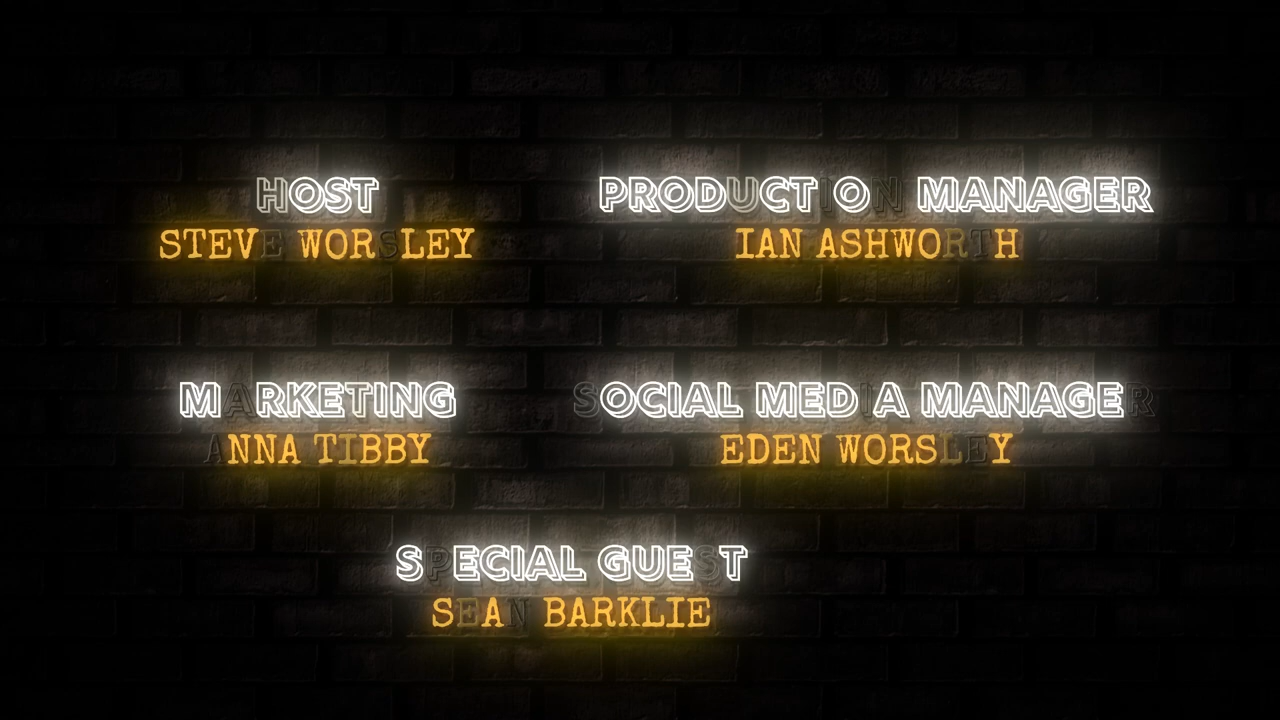 HOST
STEVE WORSLEY
PRODUCTION MANAGER
IAN ASHWORTH
MARKETING
ANNA TIBBY
SOCIAL MEDIA MANAGER
EDEN WORSLEY
SPECIAL GUEST
SEAN BARKLIE